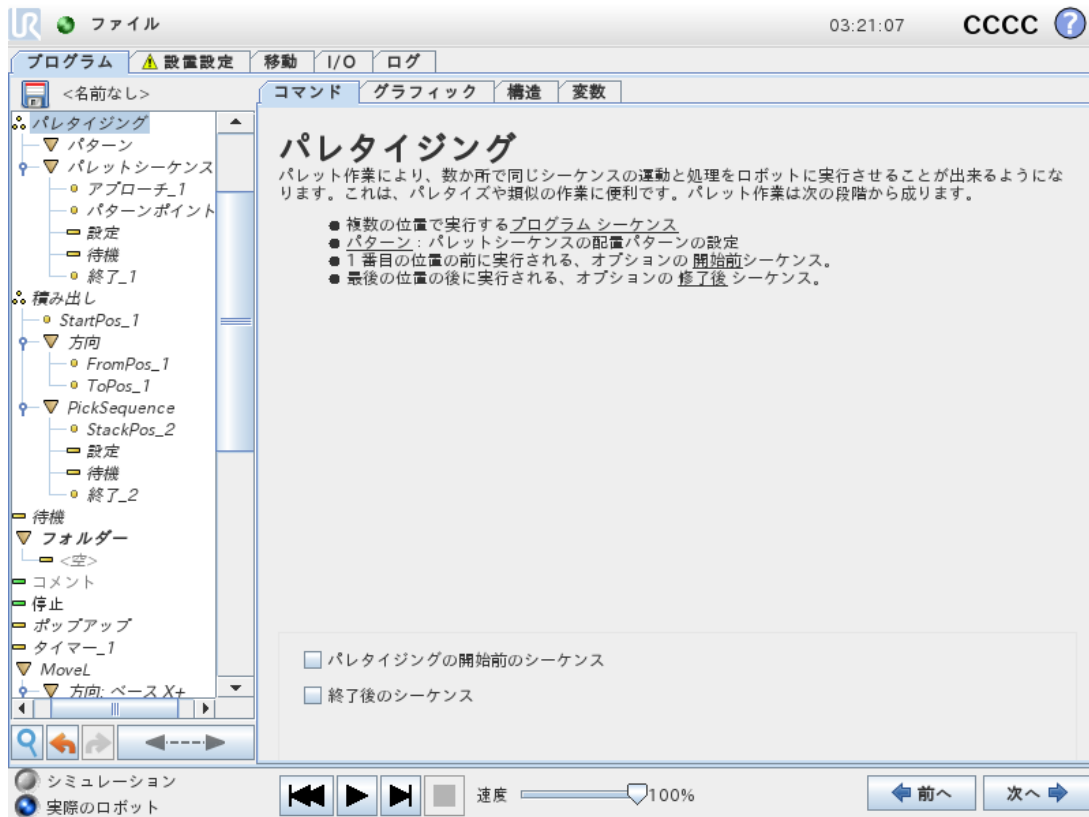 UR ファイル 03:21:07 CCCC ?
プログラム 設置設定 移動 I/O ログ
<名前なし>
コマンド グラフィック 構造 変数
パレタイジング
パターン
パレットシーケンス
アプローチ_1
パターンポイント
設定
待機
終了_1
積み出し
StartPos_1
方向
FromPos_1
ToPos_1
PickSequence
StackPos_2
設定
待機
終了_2
待機
フォルダー
<空>
コメント
停止
ポップアップ
タイマー_1
MoveL
方向: ベース X+
パレタイジング
パレット作業により、数か所で同じシーケンスの運動と処理をロボットに実行させることが出来るようにな
ります。これは、パレタイズや類似の作業に便利です。パレット作業は次の段階から成ります。
● 複数の位置で実行するプログラム シーケンス
● パターン : パレットシーケンスの配置パターンの設定
● 1 番目の位置の前に実行される、オプションの 開始前シーケンス。
● 最後の位置の後に実行される、オプションの 修了後 シーケンス。
パレタイジングの開始前のシーケンス
終了後のシーケンス
シミュレーション
実際のロボット
速度 100%
前へ 次へ